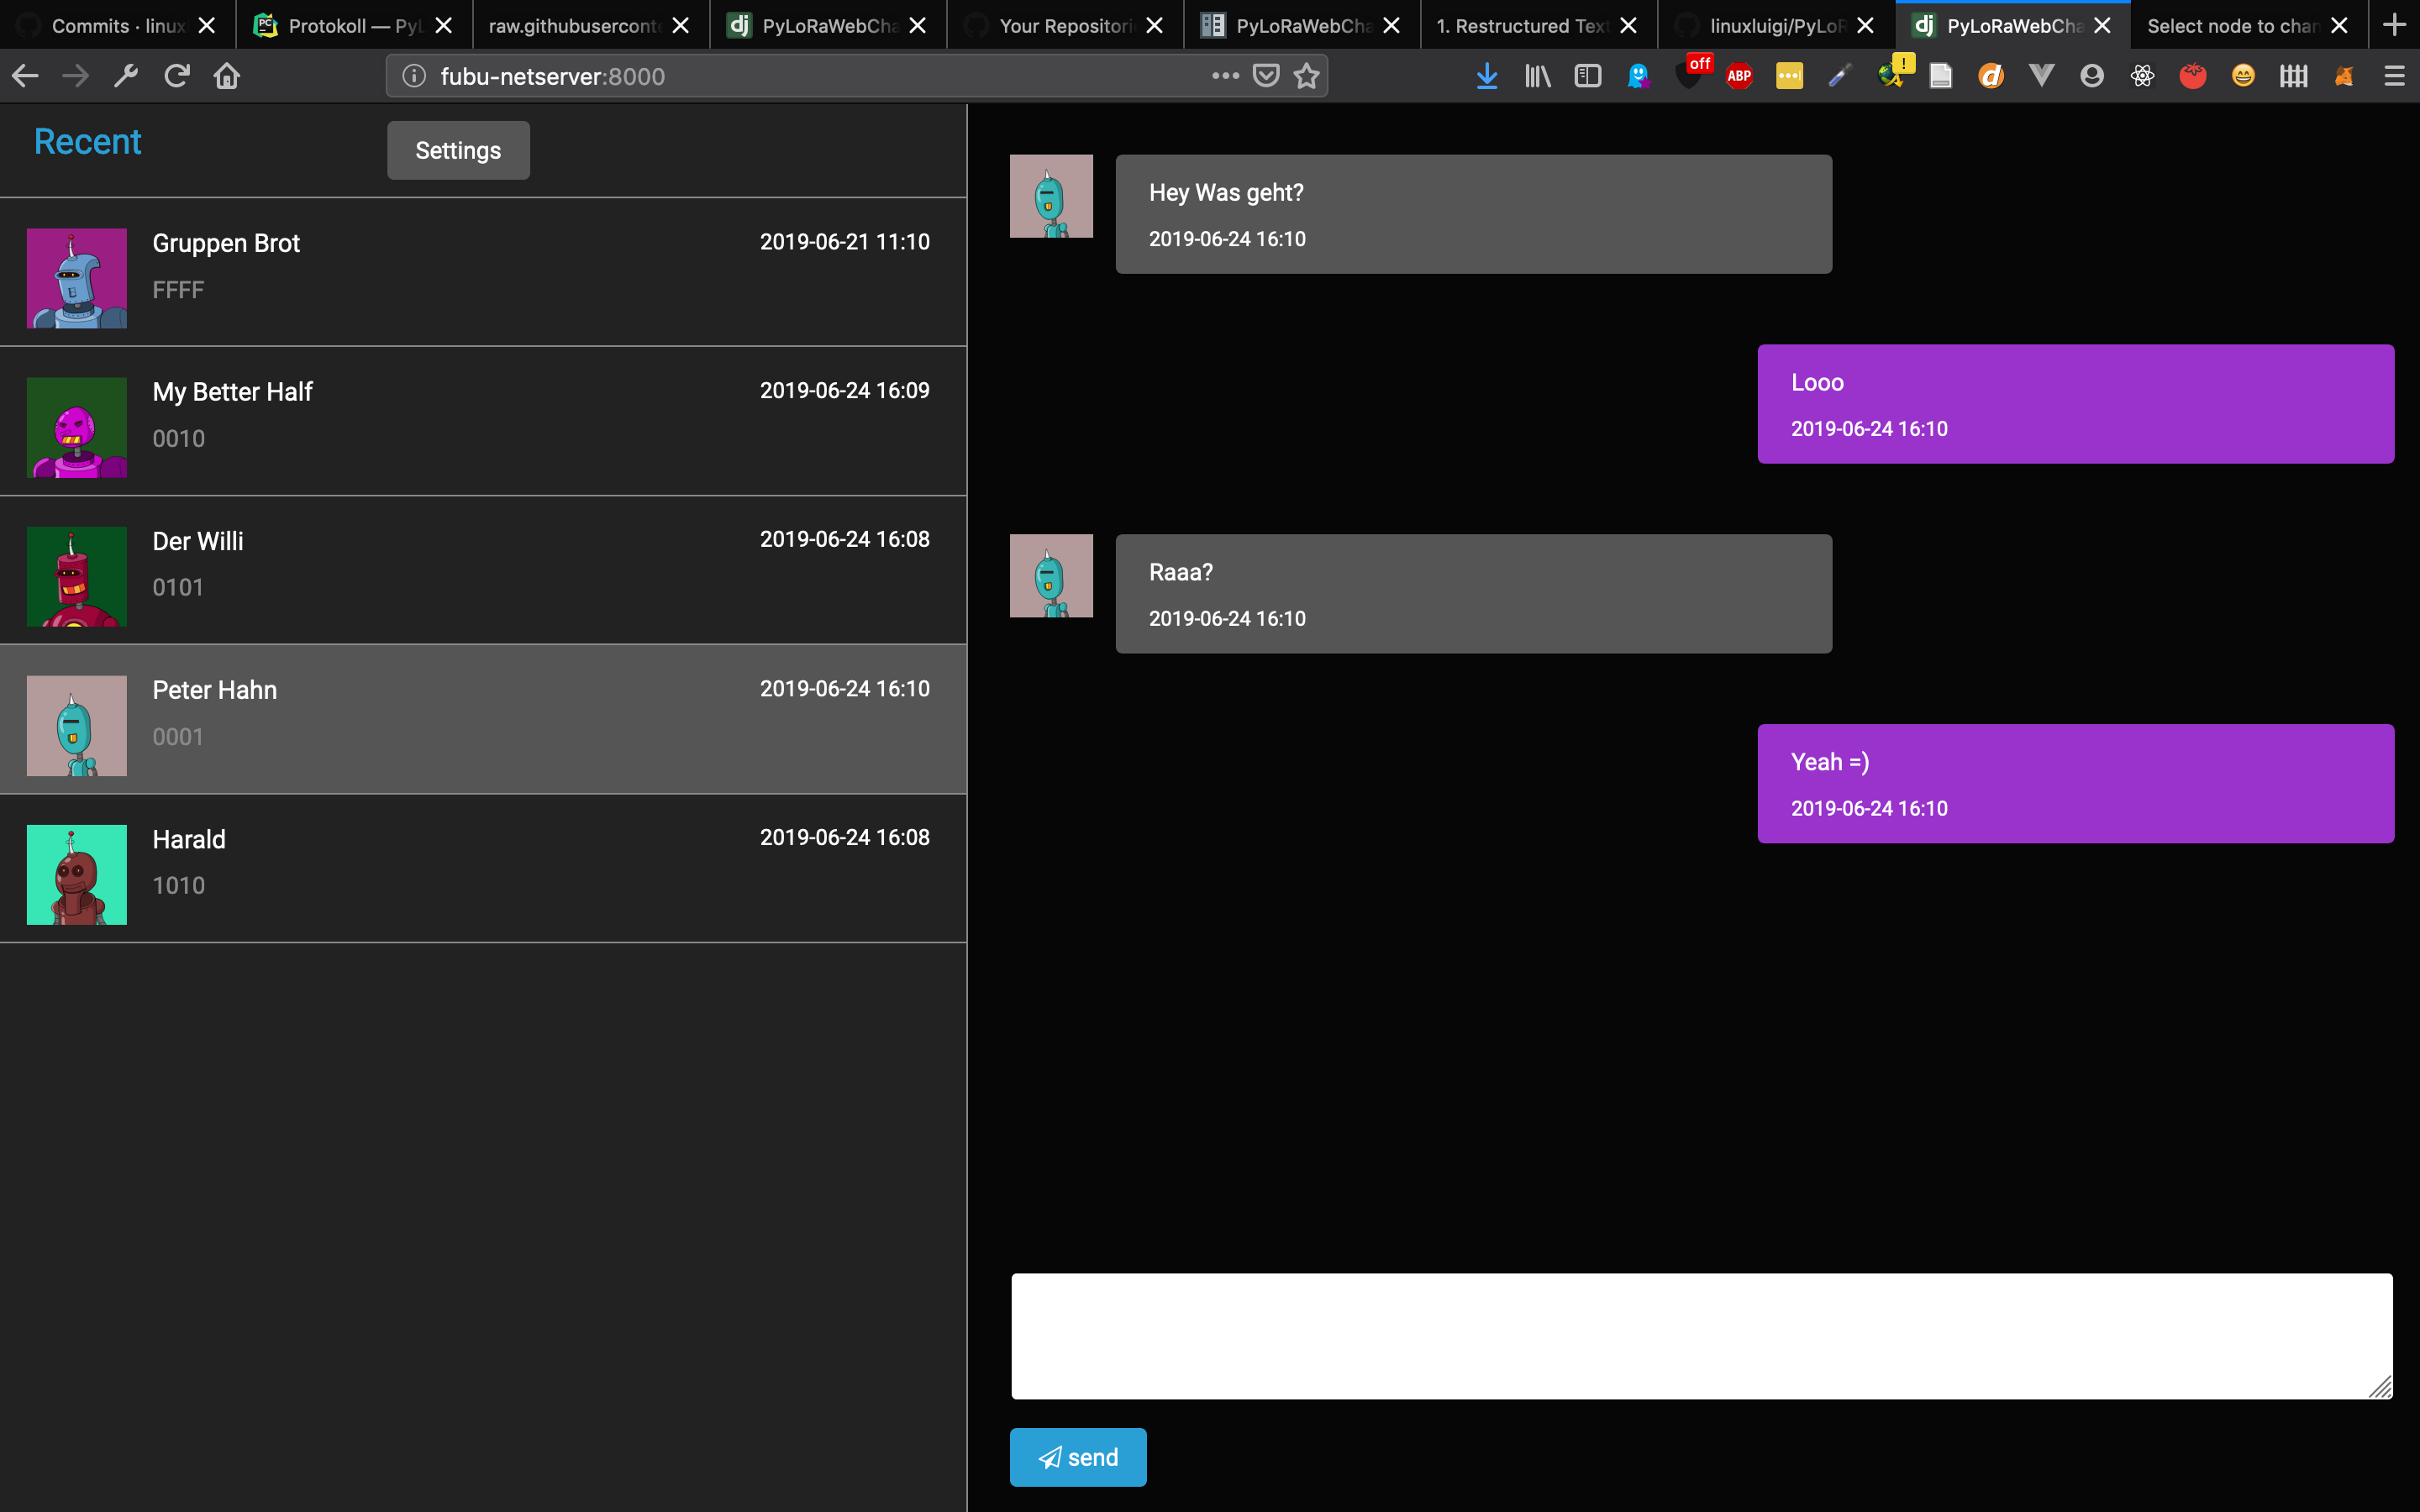 Commits · linux
Protokoll — PyL
raw.githubuserconte
PyLoRaWebCha
Your Repositori
PyLoRaWebCha
1. Restructured Text
linuxluigi/PyLoR
PyLoRaWebCha
Select node to chan
fubu-netserver:8000
off
ABP
!
Recent
Settings
Gruppen Brot
2019-06-21 11:10
FFFF
My Better Half
2019-06-24 16:09
0010
Der Willi
2019-06-24 16:08
0101
Peter Hahn
2019-06-24 16:10
0001
Harald
2019-06-24 16:08
1010
Hey Was geht?
2019-06-24 16:10
Looo
2019-06-24 16:10
Raaa?
2019-06-24 16:10
Yeah =)
2019-06-24 16:10
send